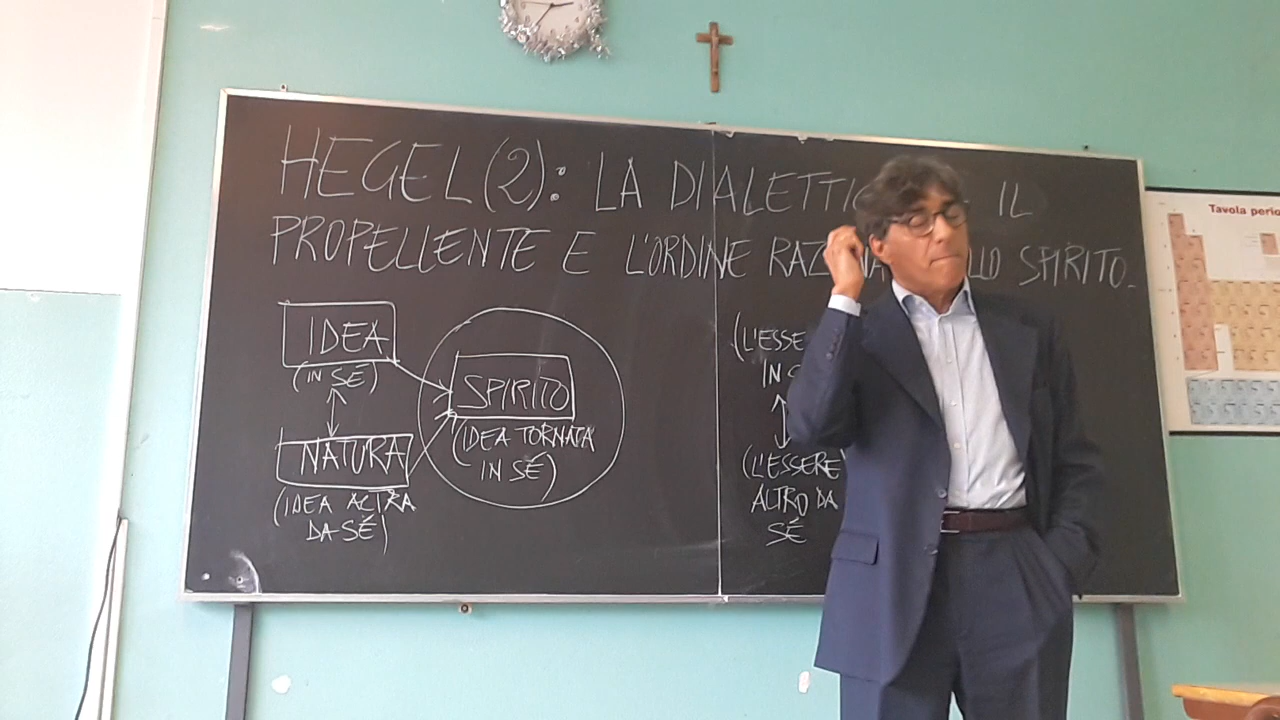 HEGEL (2): LA DIALETTIC IL
PROPELLENTE E L'ORDINE RAZ NA LLO SPIRITO.
IDEA
(IN SÉ)
NATURA
(IDEA ALTRA
DA-SÉ)
SPIRITO
(IDEA TORNATA
IN SÉ)
(L'ESSE
IN
(L'ESSERE
ALTRO DA
SÉ
Tavola perio